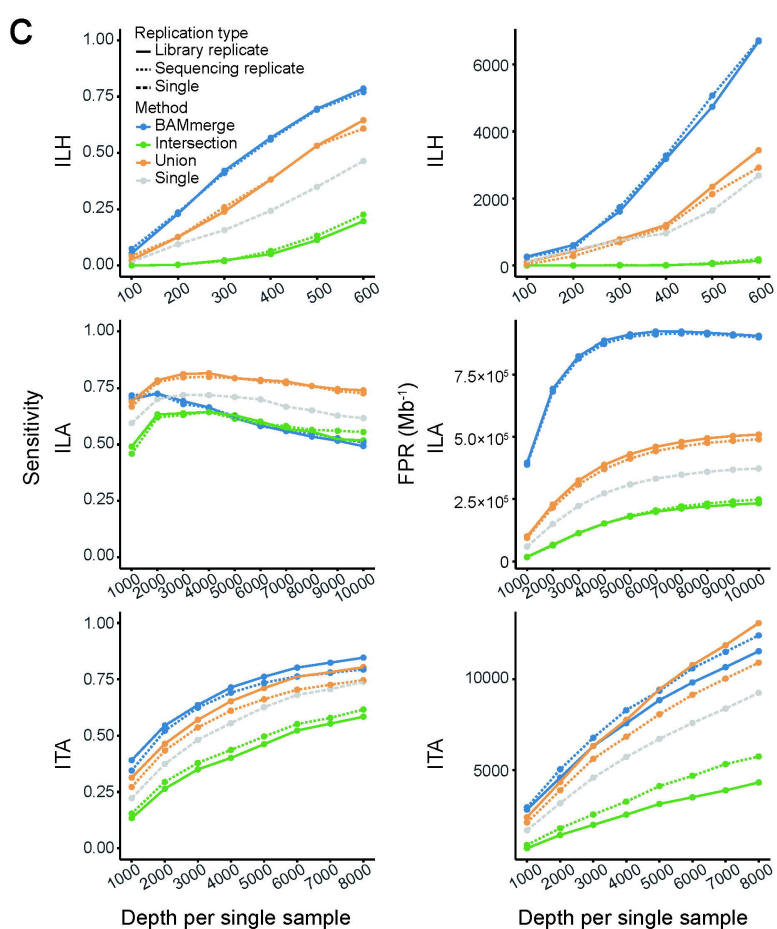 C
Replication type
Library replicate
Sequencing replicate
Single
Method
BAMmerge
Intersection
Union
Single
ILH
1.00
0.75
0.50
0.25
0.00
100 200 300 400 500 600
ILH
6000
4000
2000
0
100 200 300 400 500 600
Sensitivity
ILA
1.00
0.75
0.50
0.25
0.00
1000 2000 3000 4000 5000 6000 7000 8000 9000 10000
FPR (Mb⁻¹)
ILA
7.5×10⁵
5.0×10⁵
2.5×10⁵
0
1000 2000 3000 4000 5000 6000 7000 8000 9000 10000
ITA
1.00
0.75
0.50
0.25
0.00
1000 2000 3000 4000 5000 6000 7000 8000
Depth per single sample
ITA
10000
5000
1000 2000 3000 4000 5000 6000 7000 8000
Depth per single sample